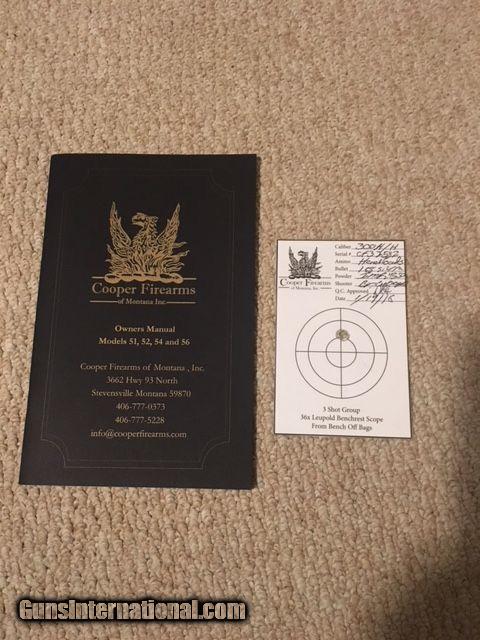 Cooper Firearms
of Montana Inc.
Owners Manual
Models 51, 52, 54 and 56
Cooper Firearms of Montana , Inc.
3662 Hwy 93 North
Stevensville Montana 59870
406-777-0373
406-777-5228
info@cooperfirearms.com
Cooper Firearms
of Montana Inc.
Caliber 300 H/H
Serial #
Ammo Handloads
Bullet
Powder
Shooter
Q.C. Approved
Date
3 Shot Group
36x Leupold Benchrest Scope
From Bench Off Bags
GunsInternational.com